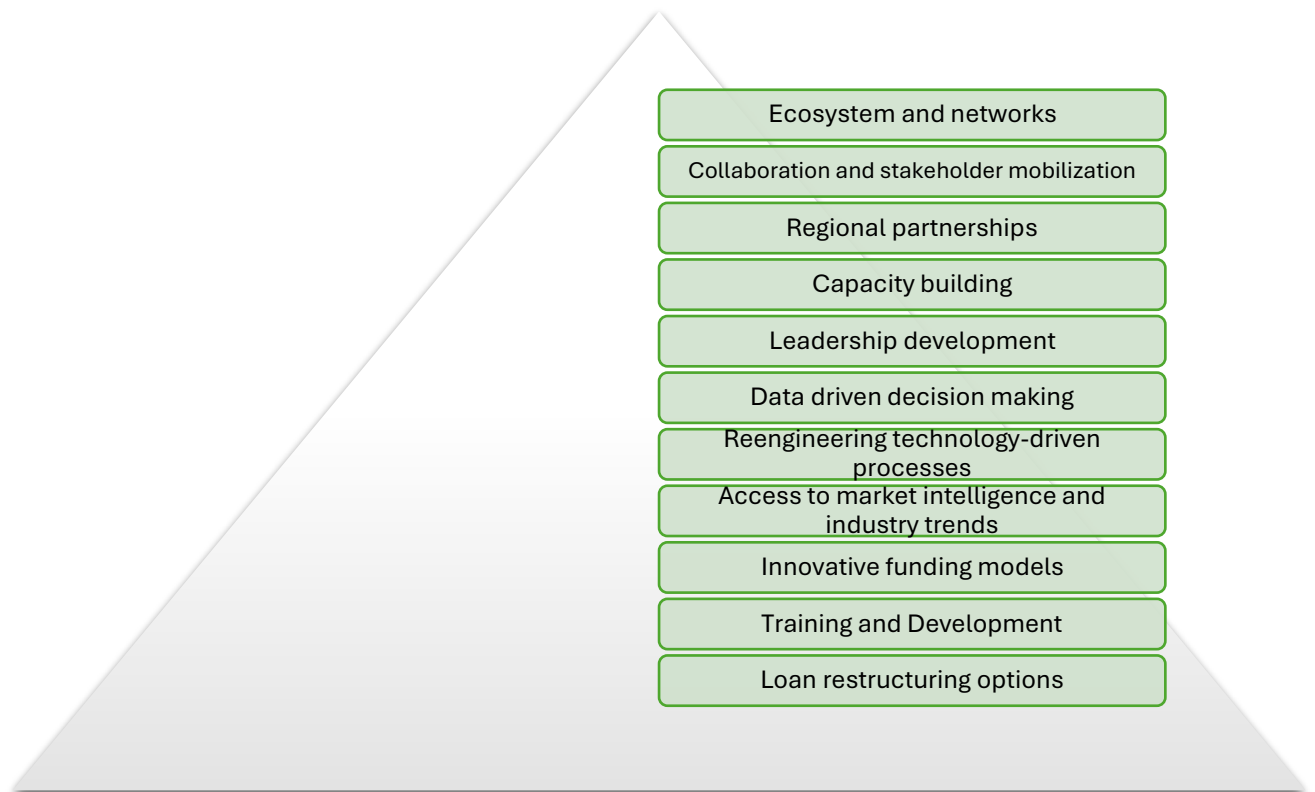 Ecosystem and networks
Collaboration and stakeholder mobilization
Regional partnerships
Capacity building
Leadership development
Data driven decision making
Reengineering technology-driven
processes
Access to market intelligence and
industry trends
Innovative funding models
Training and Development
Loan restructuring options